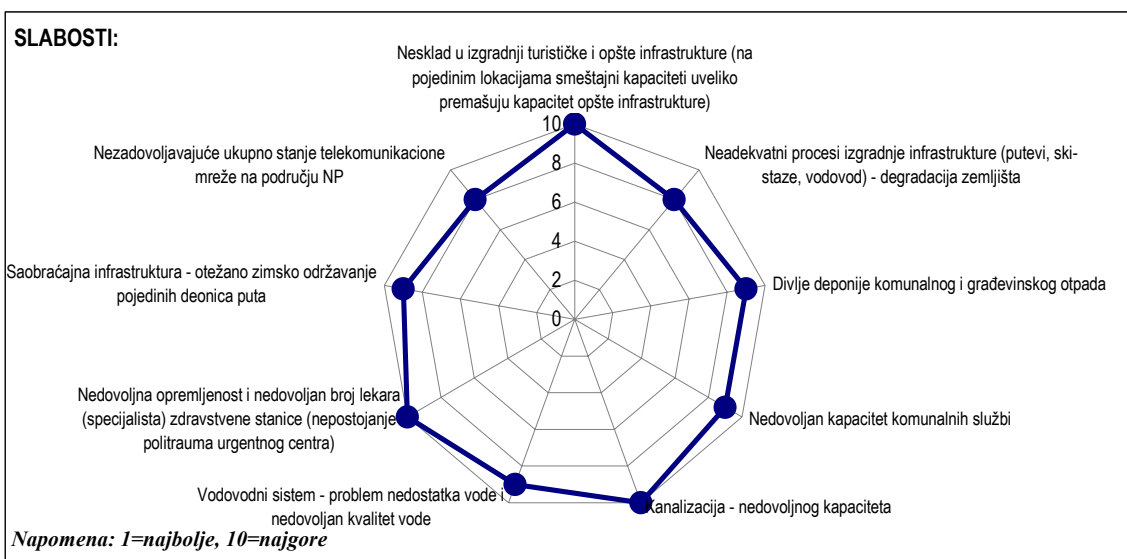 SLABOSTI:
Nesklad u izgradnji turističke i opšte infrastrukture (na
pojedinim lokacijama smeštajni kapaciteti uveliko
premašuju kapacitet opšte infrastrukture)
Neadekvatni procesi izgradnje infrastrukture (putevi, ski-
staze, vodovod) - degradacija zemljišta
Divlje deponije komunalnog i građevinskog otpada
Nedovoljan kapacitet komunalnih službi
Kanalizacija - nedovoljnog kapaciteta
Vodovodni sistem - problem nedostatka vode i
nedovoljan kvalitet vode
Nedovoljna opremljenost i nedovoljan broj lekara
(specijalista) zdravstvene stanice (nepostojanje
politrauma urgentnog centra)
Saobraćajna infrastruktura - otežano zimsko održavanje
pojedinih deonica puta
Nezadovoljavajuće ukupno stanje telekomunikacione
mreže na području NP
10
8
6
4
2
0
Napomena: 1=najbolje, 10=najgore